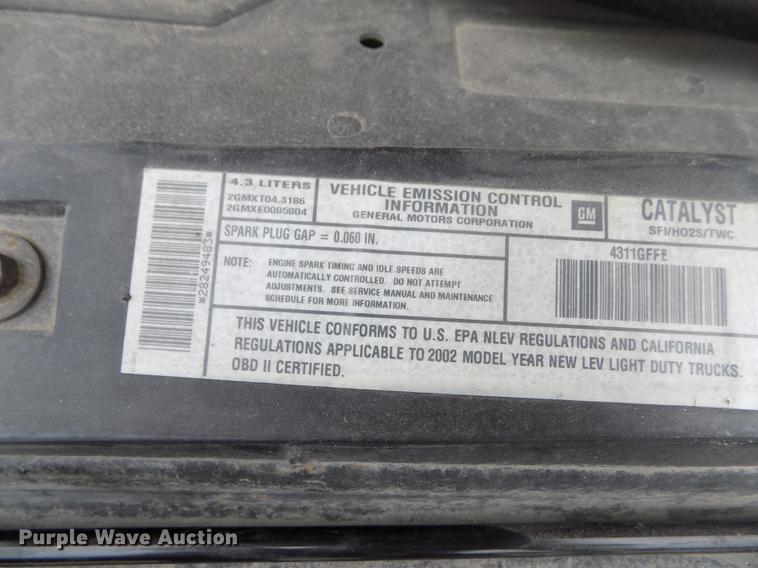 4.3 LITERS
2GMXT04.3186
2GMXE0095904
VEHICLE EMISSION CONTROL
INFORMATION
GENERAL MOTORS CORPORATION
GM
CATALYST
SFI/HO2S/TWC
SPARK PLUG GAP = 0.060 IN.
NOTE: ENGINE SPARK TIMING AND IDLE SPEEDS ARE
AUTOMATICALLY CONTROLLED. DO NOT ATTEMPT
ADJUSTMENTS. SEE SERVICE MANUAL AND MAINTENANCE
SCHEDULE FOR MORE INFORMATION.
4311GFFE
*28249483*
THIS VEHICLE CONFORMS TO U.S. EPA NLEV REGULATIONS AND CALIFORNIA
REGULATIONS APPLICABLE TO 2002 MODEL YEAR NEW LEV LIGHT DUTY TRUCKS.
OBD II CERTIFIED.
Purple Wave Auction